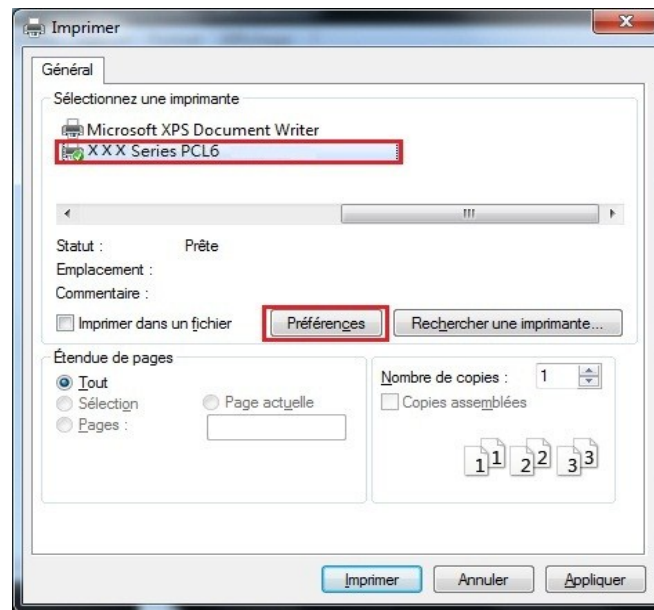 Imprimer
Général
Sélectionnez une imprimante
Microsoft XPS Document Writer
X X X Series PCL6
Statut : Prête
Emplacement :
Commentaire :
Imprimer dans un fichier Préférences Rechercher une imprimante...
Étendue de pages
Tout
Sélection Page actuelle
Pages :
Nombre de copies : 1
Copies assemblées
1 1 2 2 3 3
Imprimer Annuler Appliquer